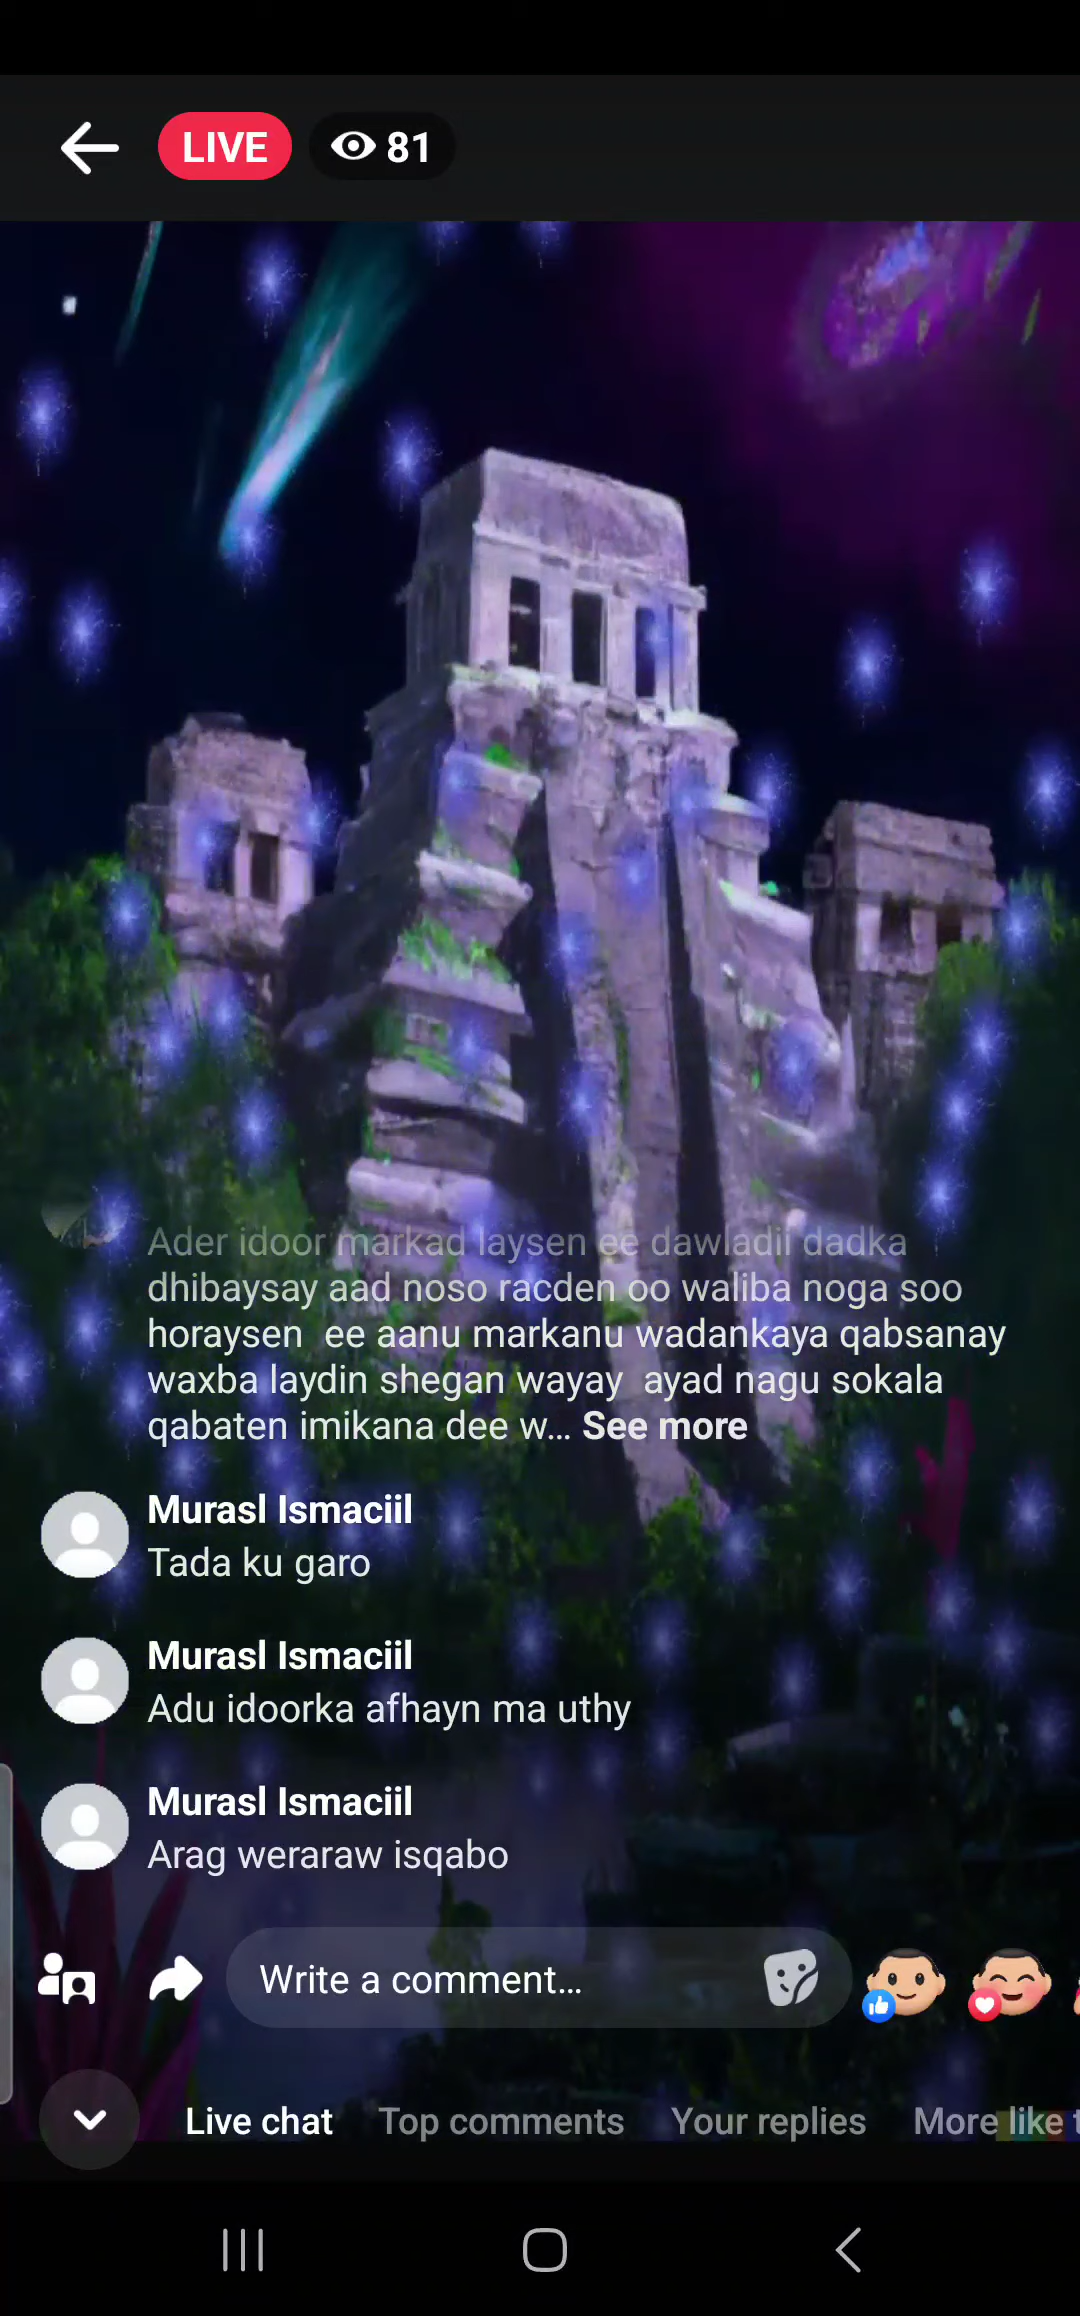 LIVE 81
Ader idoor markad laysen ee dawladii dadka
dhibaysay aad noso racden oo waliba noga soo
horaysen  ee aanu markanu wadankaya qabsanay
waxba laydin shegan wayay  ayad nagu sokala
qabaten imikana dee w... See more
Murasl Ismaciil
Tada ku garo
Murasl Ismaciil
Adu idoorka afhayn ma uthy
Murasl Ismaciil
Arag weraraw isqabo
Write a comment...
Live chat Top comments Your replies More like t